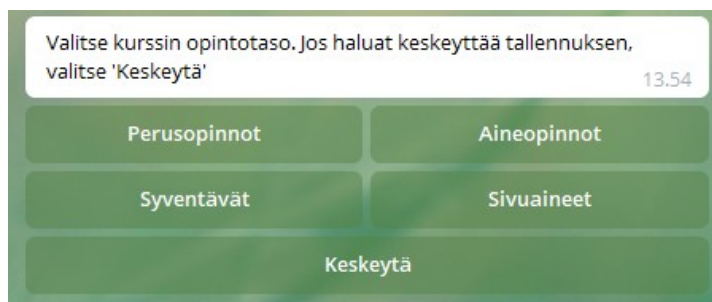 Valitse kurssin opintotaso. Jos haluat keskeyttää tallennuksen,
valitse 'Keskeytä'
13.54
Perusopinnot
Aineopinnot
Syventävät
Sivuaineet
Keskeytä